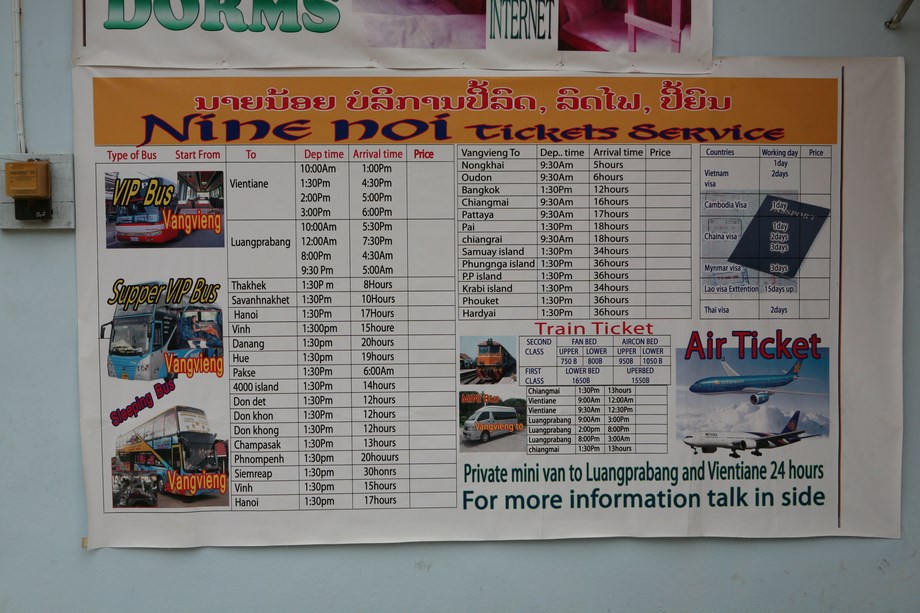 DORMS
INTERNET
ນາຍນ້ອຍ ບໍລິການປີ້ລົດ, ລົດໄຟ, ປີ້ຍົນ
Nine noi Tickets Service
Type of Bus Start From To Dep time Arrival time Price
VIP Bus
Vangvieng
Vientiane
10:00Am 1:00Pm
1:30Pm 4:30Pm
2:00Pm 5:00Pm
3:00Pm 6:00Pm
Luangprabang
10:00Am 5:30Pm
12:00Am 7:30Pm
8:00Pm 4:30Am
9:30 Pm 5:00Am
Supper VIP Bus
Vangvieng
Sleeping Bus
Vangvieng
Thakhek 1:30P m 8Hours
Savanhnakhet 1:30Pm 10Hours
Hanoi 1:30Pm 17Hours
Vinh 1:300pm 15houre
Danang 1:30Pm 20hours
Hue 1:30Pm 19hours
Pakse 1:30Pm 6:00Am
4000 island 1:30Pm 14hours
Don det 1:30Pm 12hours
Don khon 1:30Pm 12hours
Don khong 1:30Pm 12hours
Champasak 1:30Pm 13hours
Phnompenh 1:30pm 20houurs
Siemreap 1:30pm 30honrs
Vinh 1:30pm 15hours
Hanoi 1:30pm 17hours
Vangvieng To Dep.. time Arrival time Price
Nongkhai 9:30Am 5hours
Oudon 9:30Am 6hours
Bangkok 1:30Pm 12hours
Chiangmai 9:30Am 16hours
Pattaya 9:30Am 17hours
Pai 1:30Pm 18hours
chiangrai 9:30Am 18hours
Samuay island 1:30Pm 34hours
Phungnga island 1:30Pm 36hours
P.P island 1:30Pm 36hours
Krabi island 1:30Pm 34hours
Phouket 1:30Pm 36hours
Hardyai 1:30Pm 36hours
Countries Working day Price
Vietnam visa
1day
2days
Cambodia Visa 1day
Chaina visa
1day
2days
3days
Mynmar visa 3days
Lao visa Exttention 15days up
Thai visa 2days
Train Ticket
SECOND CLASS FAN BED AIRCON BED
UPPER LOWER UPPER LOWER
750 B 800B 950B 1050 B
FIRST CLASS LOWER BED UPERBED
1650B 1550B
Mini Bus
Vangvieng to
Chiangmai 1:30Pm 13hours
Vientiane 9:00Am 12:00Am
Vientiane 9:30Am 12:30Pm
Luangprabang 9:00Am 3:00Pm
Luangprabang 2:00pm 8:00Pm
Luangprabang 8:00Pm 3:00Am
chiangmai 1:30Pm 13hours
Air Ticket
Private mini van to Luangprabang and Vientiane 24 hours
For more information talk in side